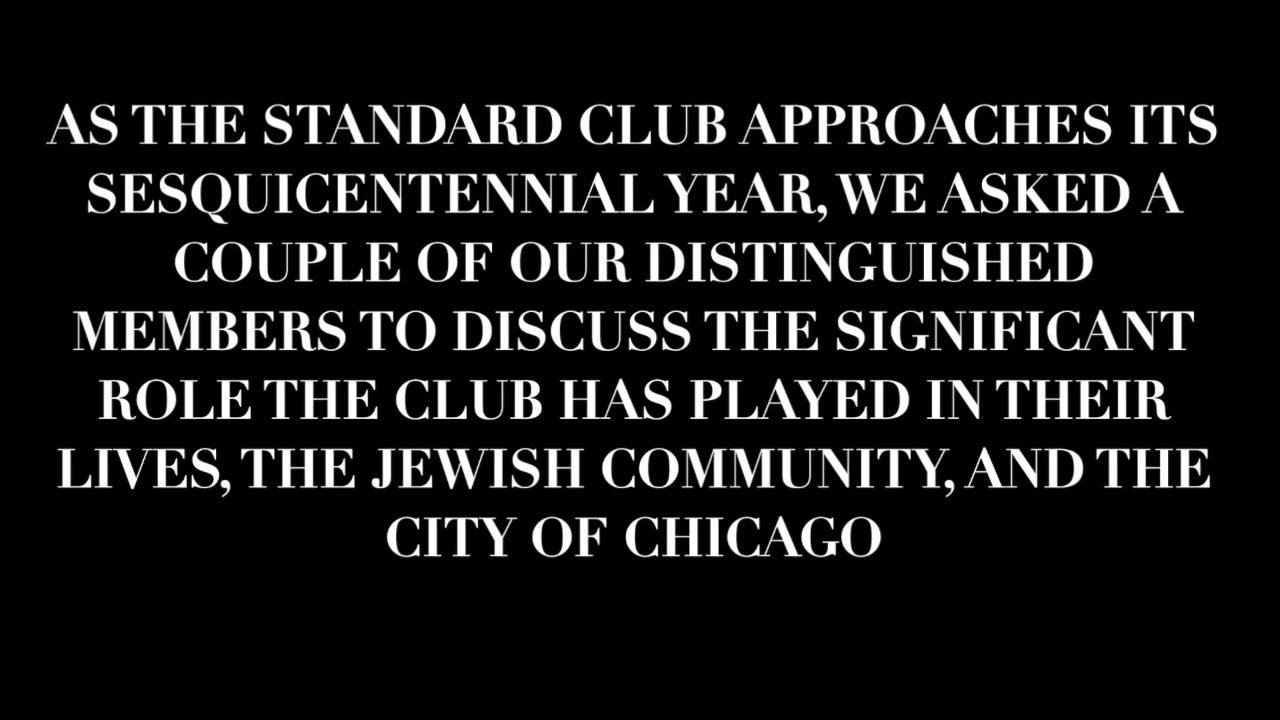 AS THE STANDARD CLUB APPROACHES ITS
SESQUICENTENNIAL YEAR, WE ASKED A
COUPLE OF OUR DISTINGUISHED
MEMBERS TO DISCUSS THE SIGNIFICANT
ROLE THE CLUB HAS PLAYED IN THEIR
LIVES, THE JEWISH COMMUNITY, AND THE
CITY OF CHICAGO